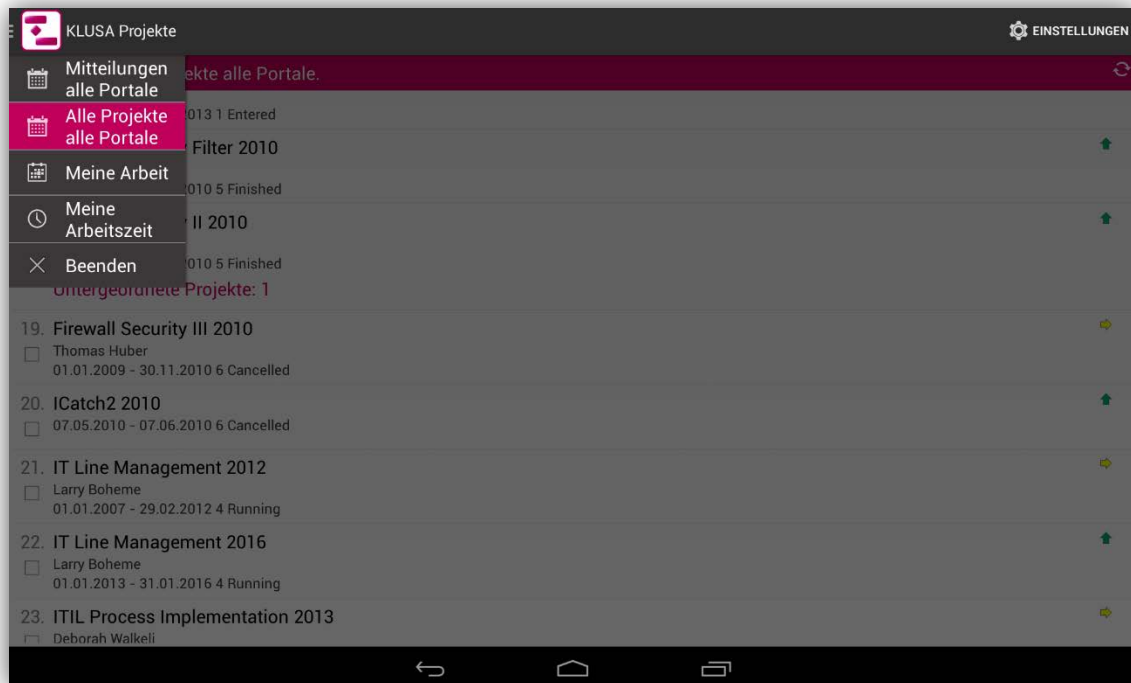 KLUSA Projekte
EINSTELLUNGEN
Mitteilungen
alle Portale
ekte alle Portale.
Alle Projekte
alle Portale
2013 1 Entered
Filter 2010
Meine Arbeit
2010 5 Finished
Meine
Arbeitszeit
II 2010
Beenden
2010 5 Finished
Untergeordnete Projekte: 1
19. Firewall Security III 2010
Thomas Huber
01.01.2009 - 30.11.2010 6 Cancelled
20. ICatch2 2010
07.05.2010 - 07.06.2010 6 Cancelled
21. IT Line Management 2012
Larry Boheme
01.01.2007 - 29.02.2012 4 Running
22. IT Line Management 2016
Larry Boheme
01.01.2013 - 31.01.2016 4 Running
23. ITIL Process Implementation 2013
Deborah Walkeli